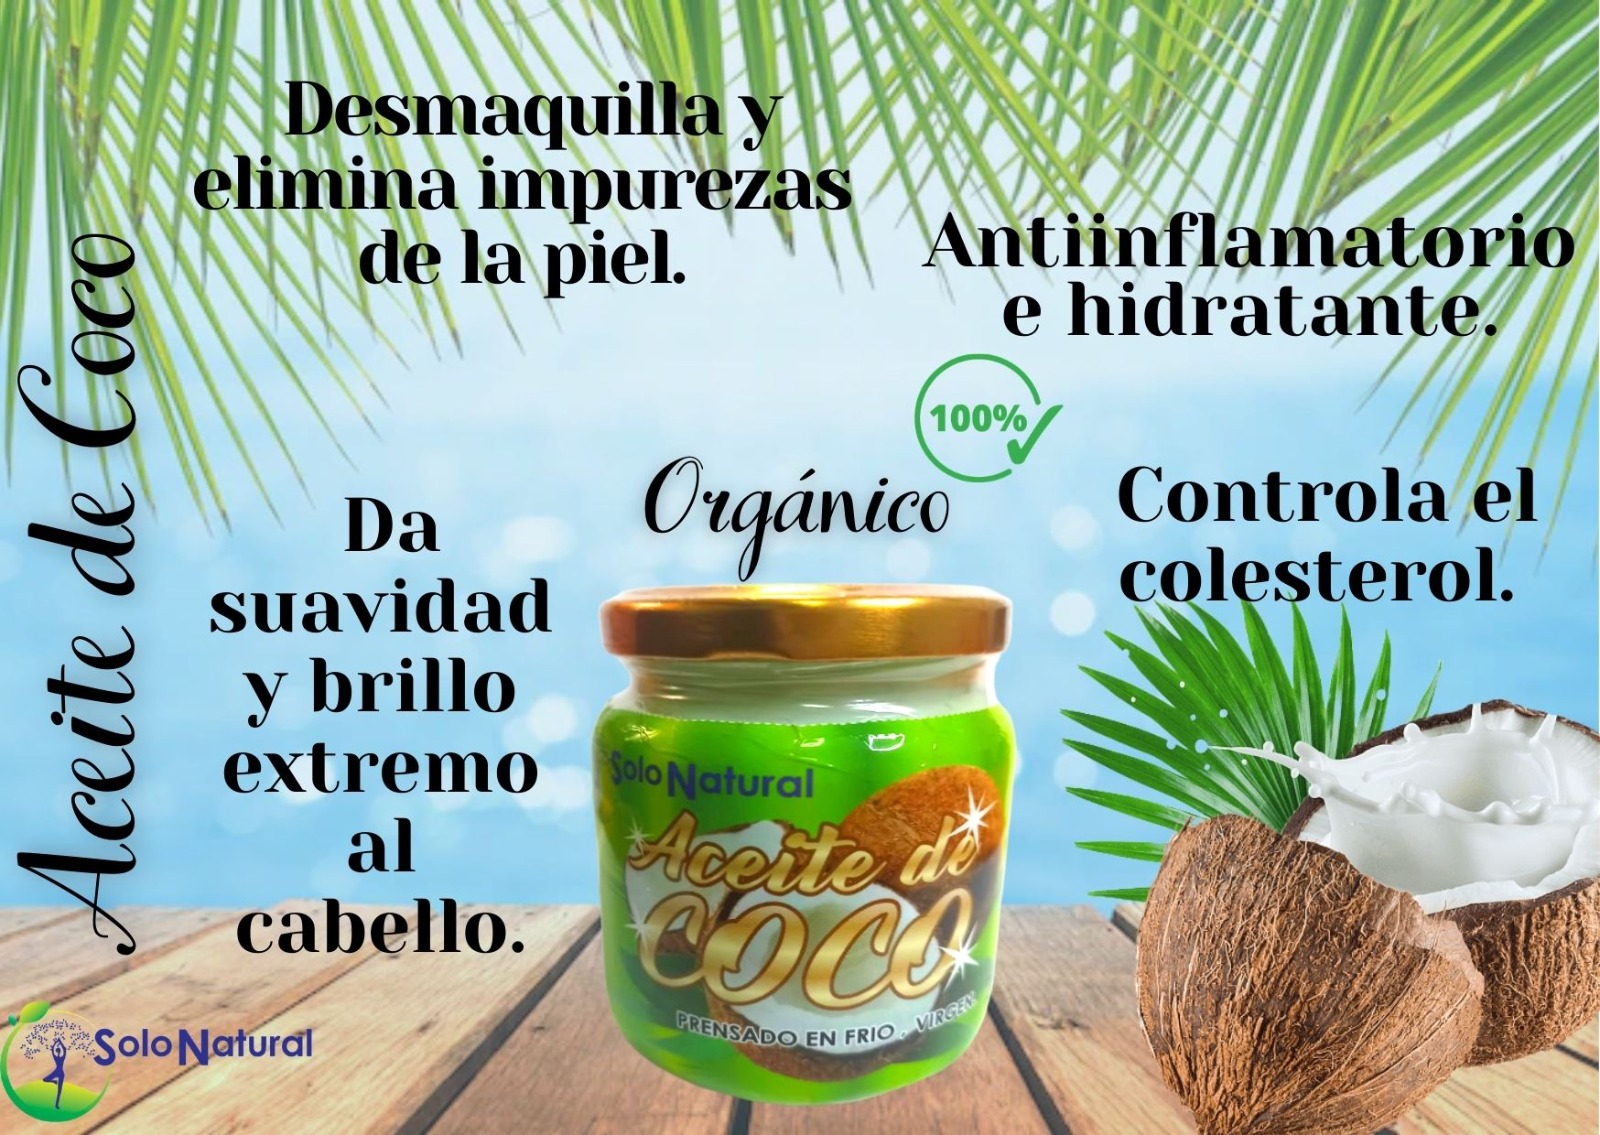 Aceite de Coco
Desmaquilla y
elimina impurezas
de la piel.
Antiinflamatorio
e hidratante.
100%
Orgánico
Da
suavidad
y brillo
extremo
al
cabello.
Controla el
colesterol.
Solo Natural
Aceite de
COCO
PRENSADO EN FRIO , VIRGEN.
Solo Natural